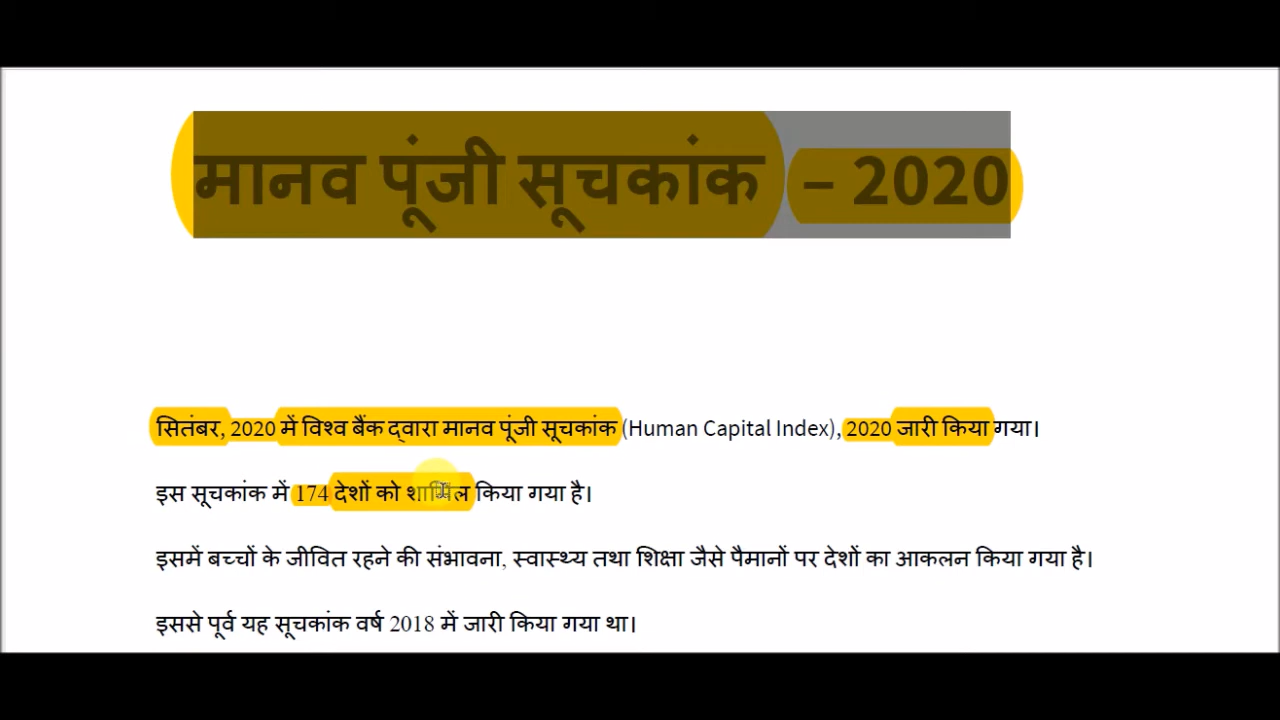 मानव पूंजी सूचकांक – 2020
सितंबर, 2020 में विश्व बैंक द्वारा मानव पूंजी सूचकांक (Human Capital Index), 2020 जारी किया गया।
इस सूचकांक में 174 देशों को शामिल किया गया है।
इसमें बच्चों के जीवित रहने की संभावना, स्वास्थ्य तथा शिक्षा जैसे पैमानों पर देशों का आकलन किया गया है।
इससे पूर्व यह सूचकांक वर्ष 2018 में जारी किया गया था।